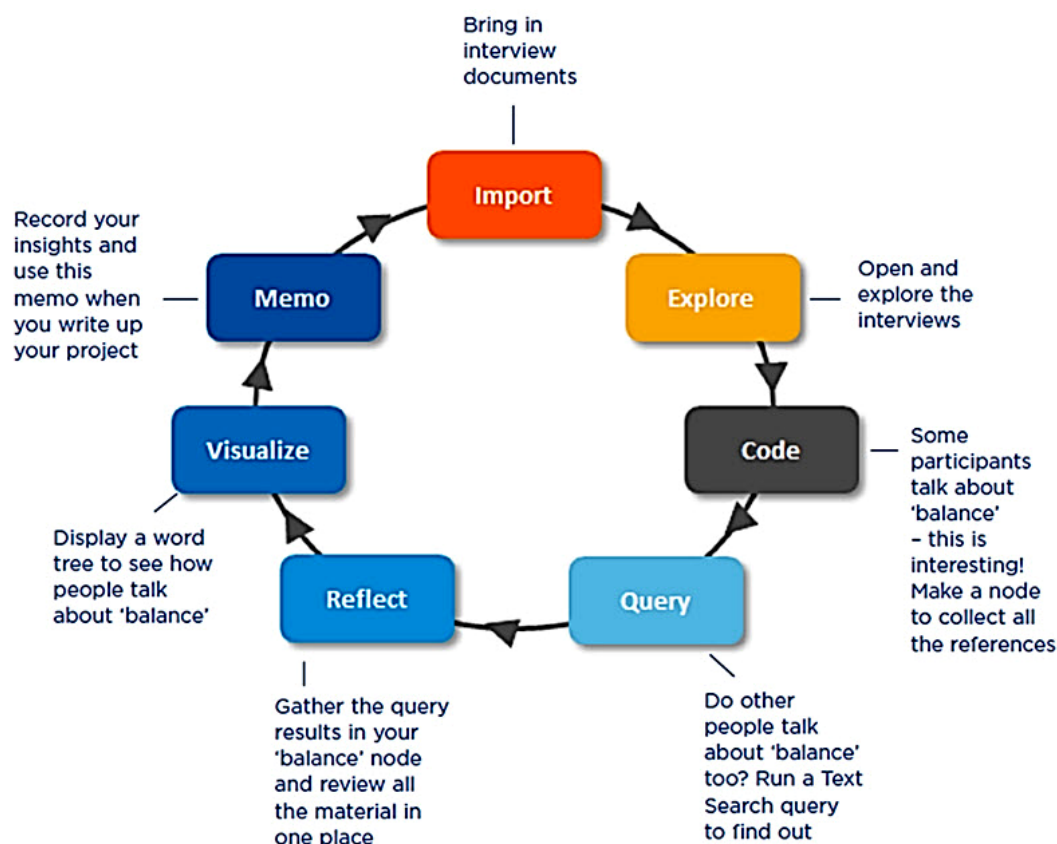 Bring in
interview
documents
Import
Explore
Open and
explore the
interviews
Code
Some
participants
talk about
‘balance’
– this is
interesting!
Make a node
to collect all
the references
Query
Do other
people talk
about ‘balance’
too? Run a Text
Search query
to find out
Reflect
Gather the query
results in your
‘balance’ node
and review all
the material in
one place
Visualize
Display a word
tree to see how
people talk
about ‘balance’
Memo
Record your
insights and
use this
memo when
you write up
your project